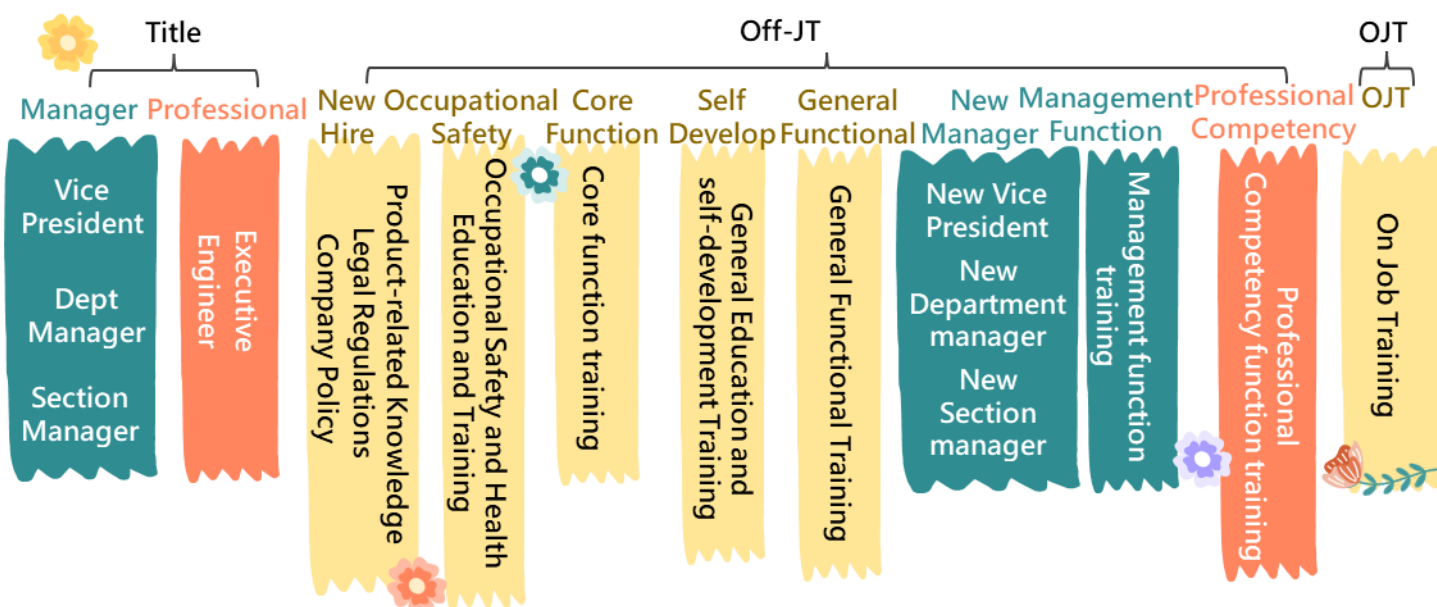 Title
Off-JT
OJT
Manager
Professional
New
Hire
Occupational
Safety
Core
Function
Self
Develop
General
Functional
New
Manager
Management
Function
Professional
Competency
OJT
Vice
President
Dept
Manager
Section
Manager
Executive
Engineer
Product-related Knowledge
Legal Regulations
Company Policy
Occupational Safety and Health
Education and Training
Core function training
General Education and
self-development Training
General Functional Training
New Vice
President
New
Department
manager
New
Section
manager
Management function
training
Professional
Competency function training
On Job Training